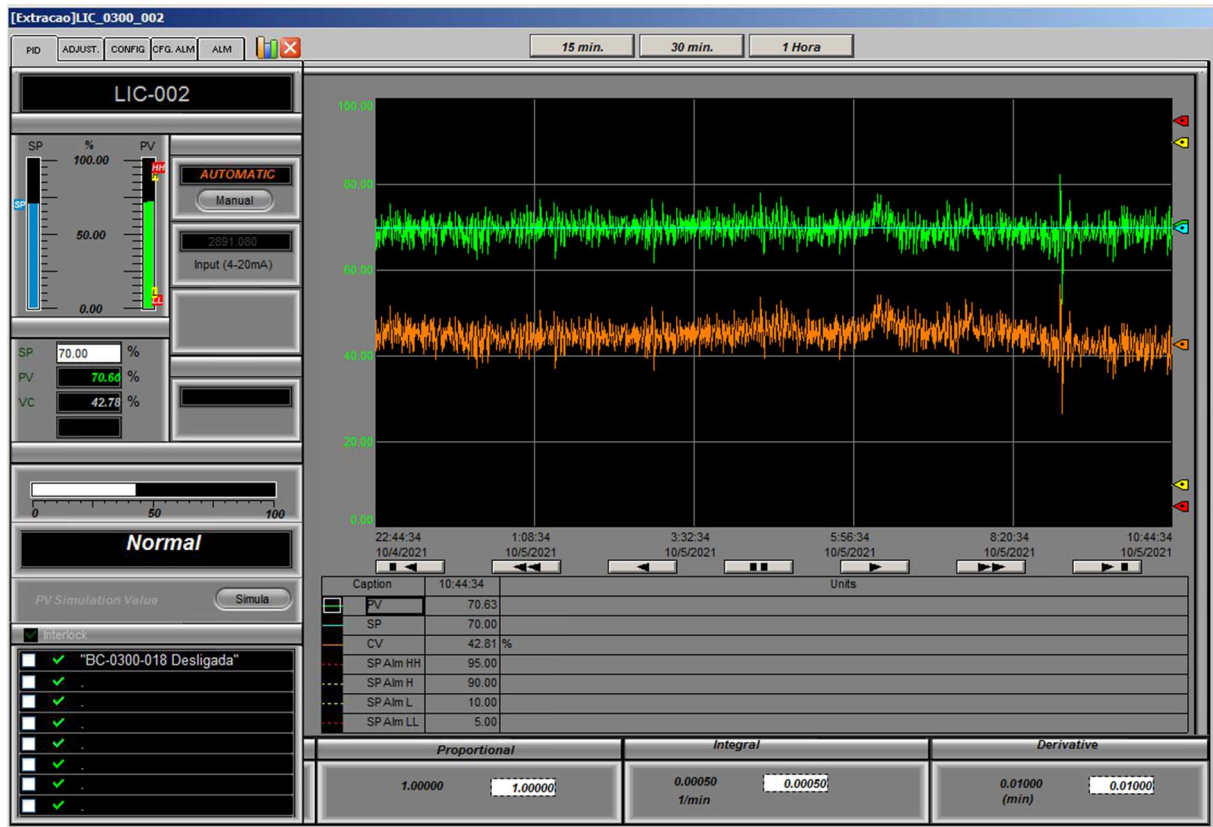 [Extracao]LIC_0300_002
PID ADJUST. CONFIG CFG. ALM ALM
15 min. 30 min. 1 Hora
LIC-002
SP % PV
100.00
HH
H
SP
50.00
L
LL
0.00
AUTOMATIC
Manual
2891.080
Input (4-20mA)
SP 70.00 %
PV 70.66 %
VC 42.78 %
0 50 100
Normal
PV Simulation Value Simula
Interlock
"BC-0300-018 Desligada"
.
.
.
.
.
.
.
100.00
80.00
60.00
40.00
20.00
0.00
22:44:34 1:08:34 3:32:34 5:56:34 8:20:34 10:44:34
10/4/2021 10/5/2021 10/5/2021 10/5/2021 10/5/2021 10/5/2021
Caption 10:44:34 Units
PV 70.63
SP 70.00
CV 42.81 %
SP Alm HH 95.00
SP Alm H 90.00
SP Alm L 10.00
SP Alm LL 5.00
Proportional Integral Derivative
1.00000 1.00000
0.00050 0.00050
1/min
0.01000 0.01000
(min)